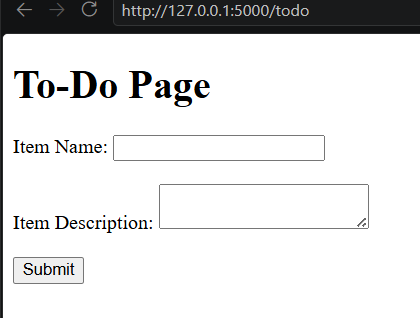 http://127.0.0.1:5000/todo
To-Do Page
Item Name:
Item Description:
Submit